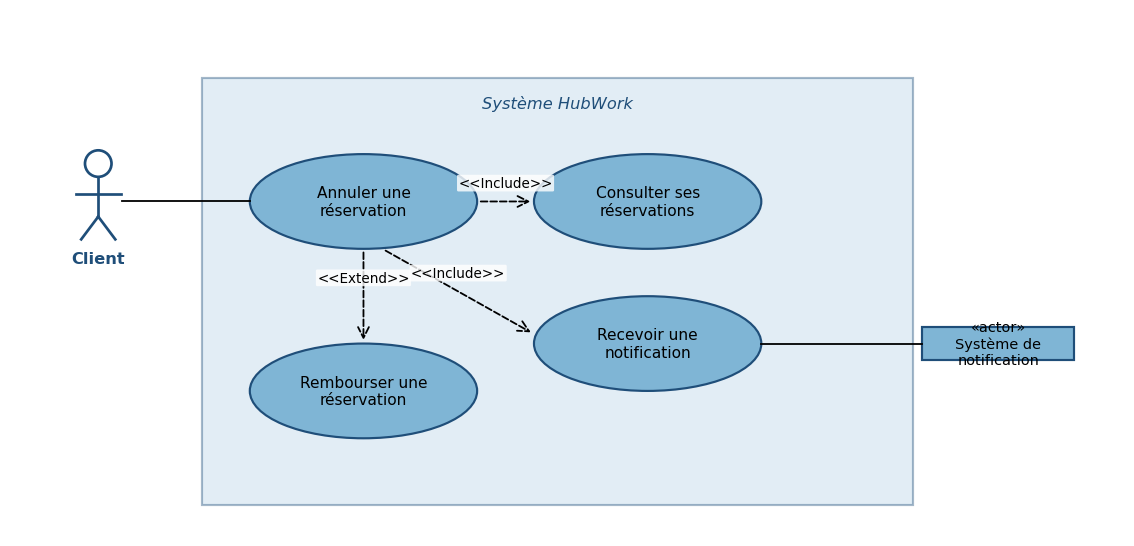 Système HubWork
Annuler une
réservation
<<Include>>
Consulter ses
réservations
Client
<<Extend>>
<<Include>>
Recevoir une
notification
«actor»
Système de
notification
Rembourser une
réservation